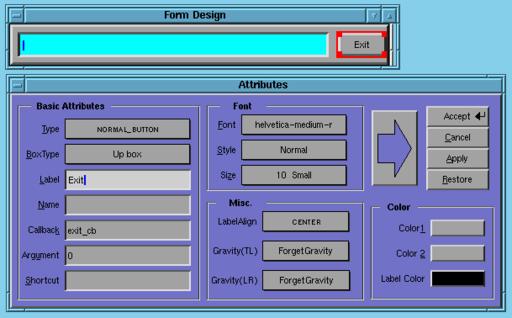 Form Design
Exit
Attributes
Basic Attributes
Type NORMAL_BUTTON
BoxType Up box
Label Exit
Name
Callback exit_cb
Argument 0
Shortcut
Font
Font helvetica-medium-r
Style Normal
Size 10 Small
Misc.
LabelAlign CENTER
Gravity(TL) ForgetGravity
Gravity(LR) ForgetGravity
Accept
Cancel
Apply
Restore
Color
Color1
Color 2
Label Color